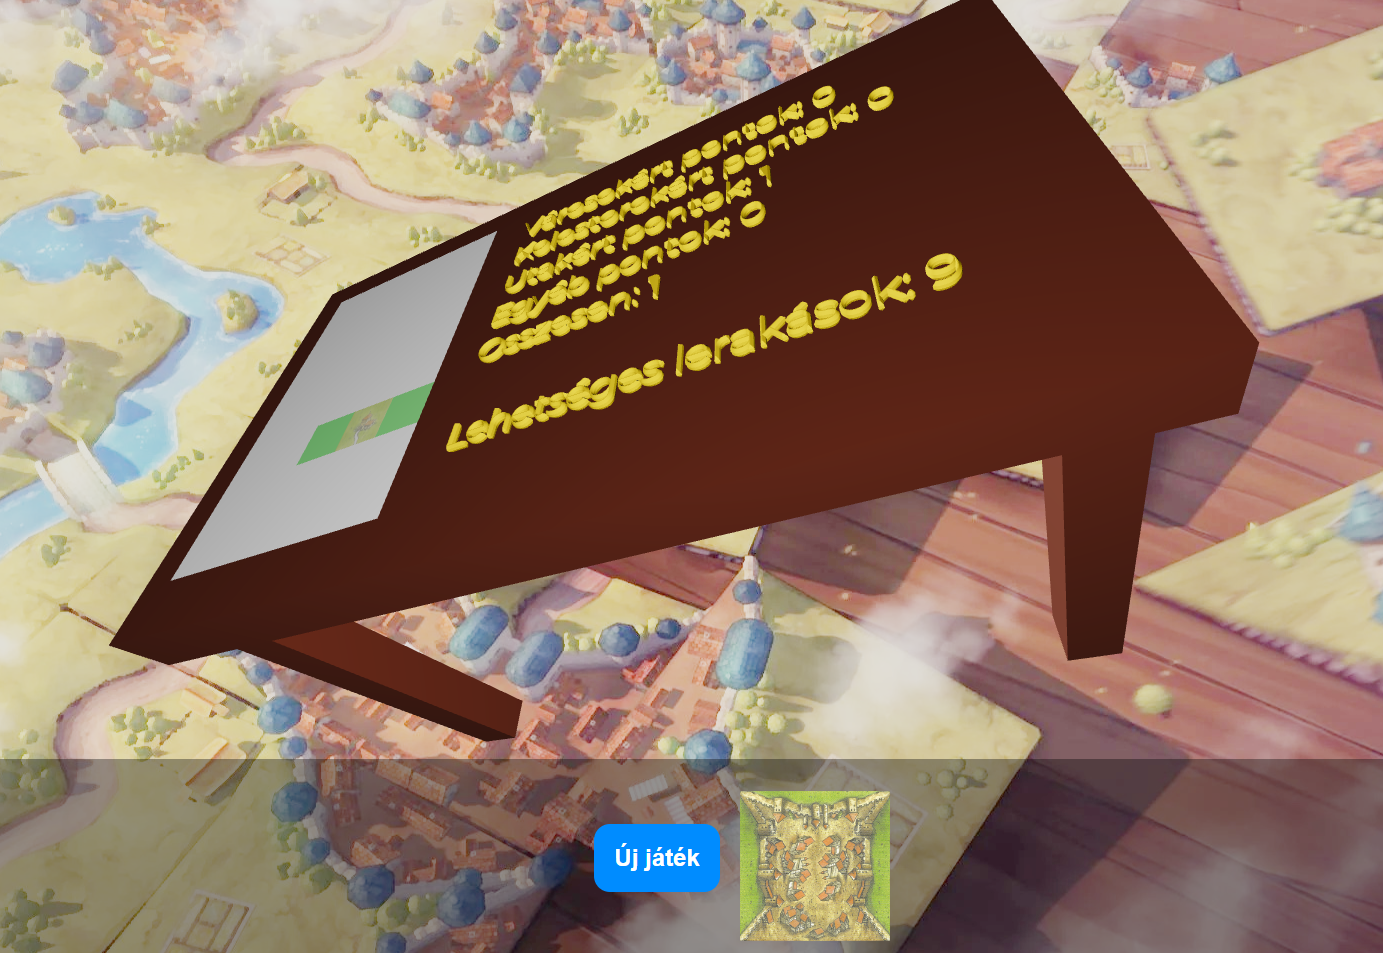 Városokért pontok: 0
Kolostorokért pontok: 0
Utakért pontok: 1
Egyéb pontok: 0
Összesen: 1
Lehetséges lerakások: 9
Új játék